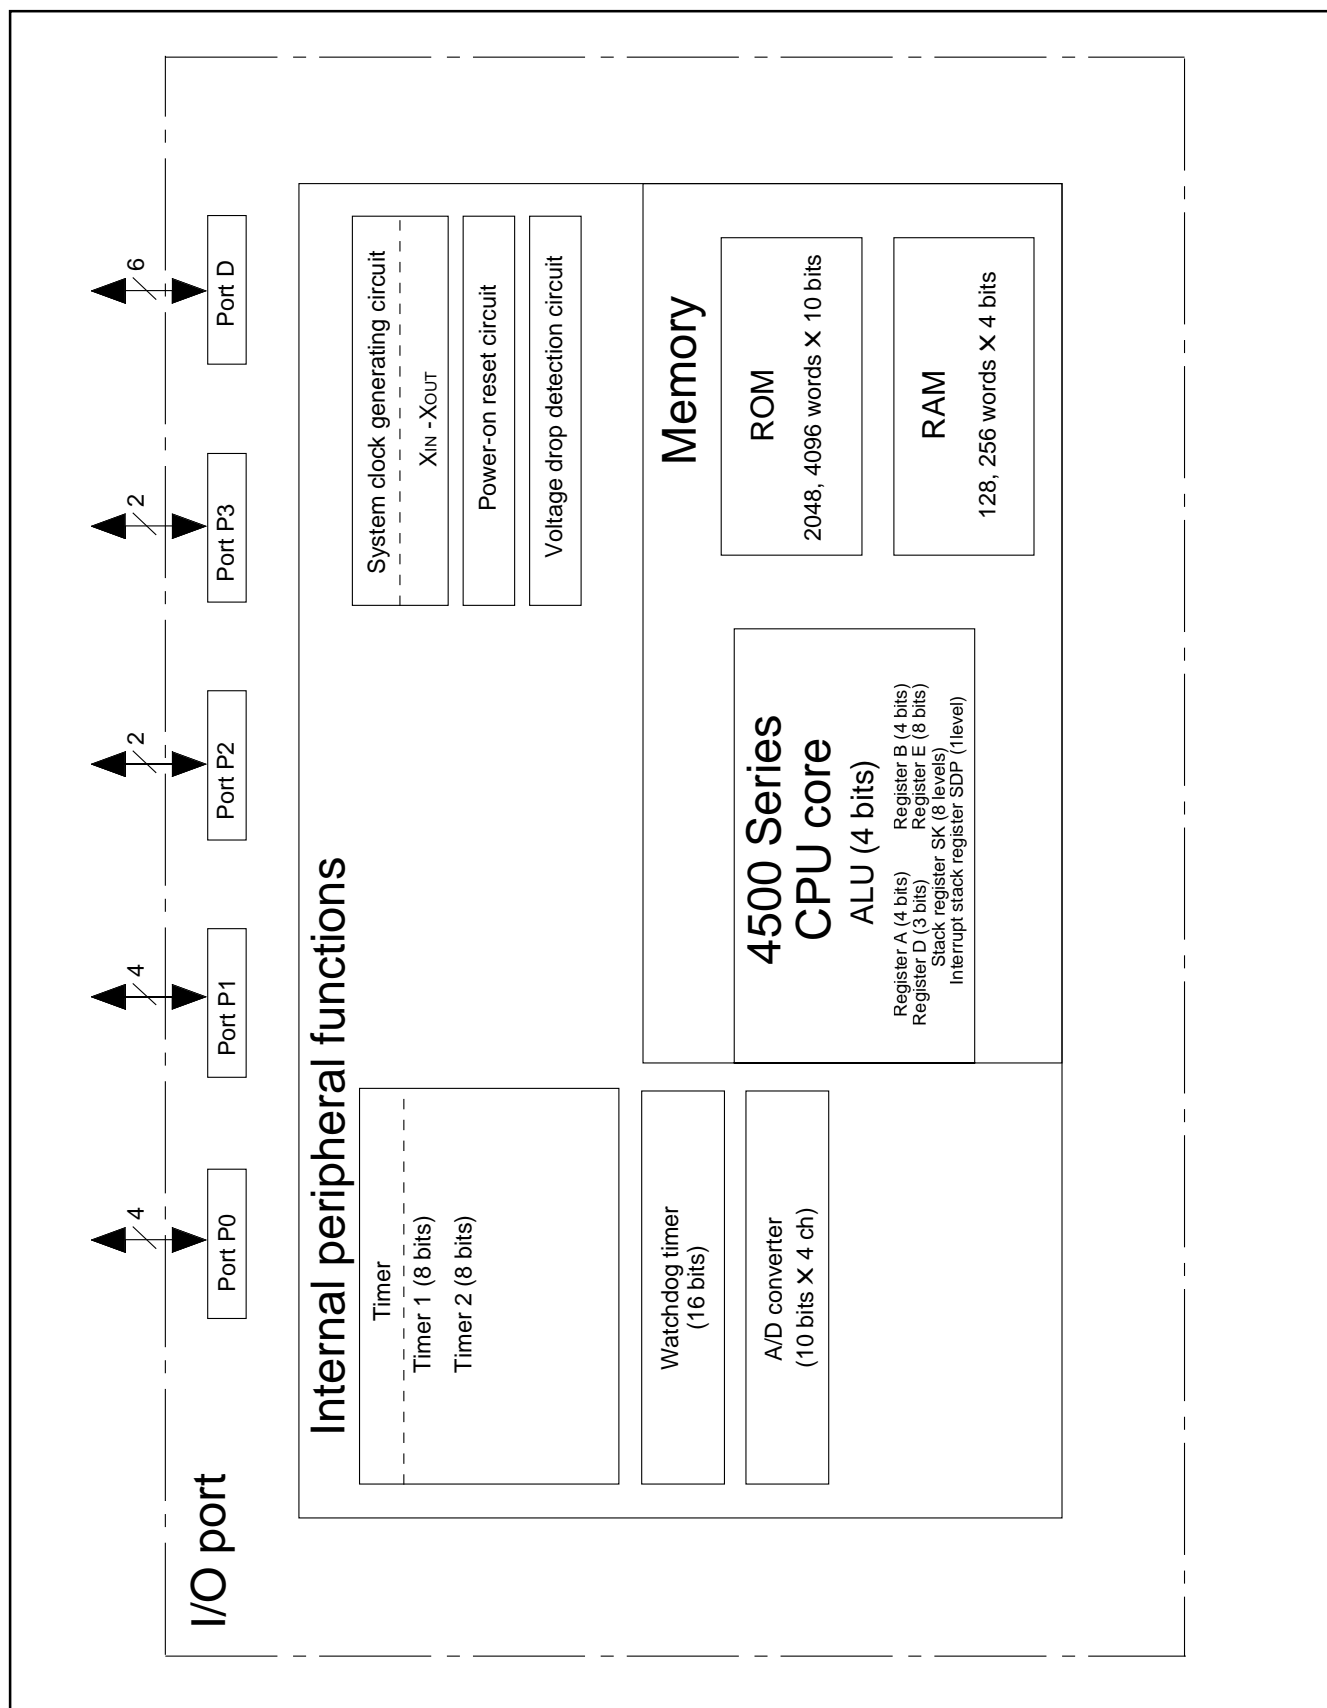 4
4
2
2
6
Port P0
Port P1
Port P2
Port P3
Port D
I/O port
Internal peripheral functions
Timer
Timer 1 (8 bits)
Timer 2 (8 bits)
Watchdog timer
(16 bits)
A/D converter
(10 bits X 4 ch)
System clock generating circuit
XIN -XOUT
Power-on reset circuit
Voltage drop detection circuit
4500 Series
CPU core
ALU (4 bits)
Register A (4 bits) Register B (4 bits)
Register D (3 bits) Register E (8 bits)
Stack register SK (8 levels)
Interrupt stack register SDP (1level)
Memory
ROM
2048, 4096 words X 10 bits
RAM
128, 256 words X 4 bits